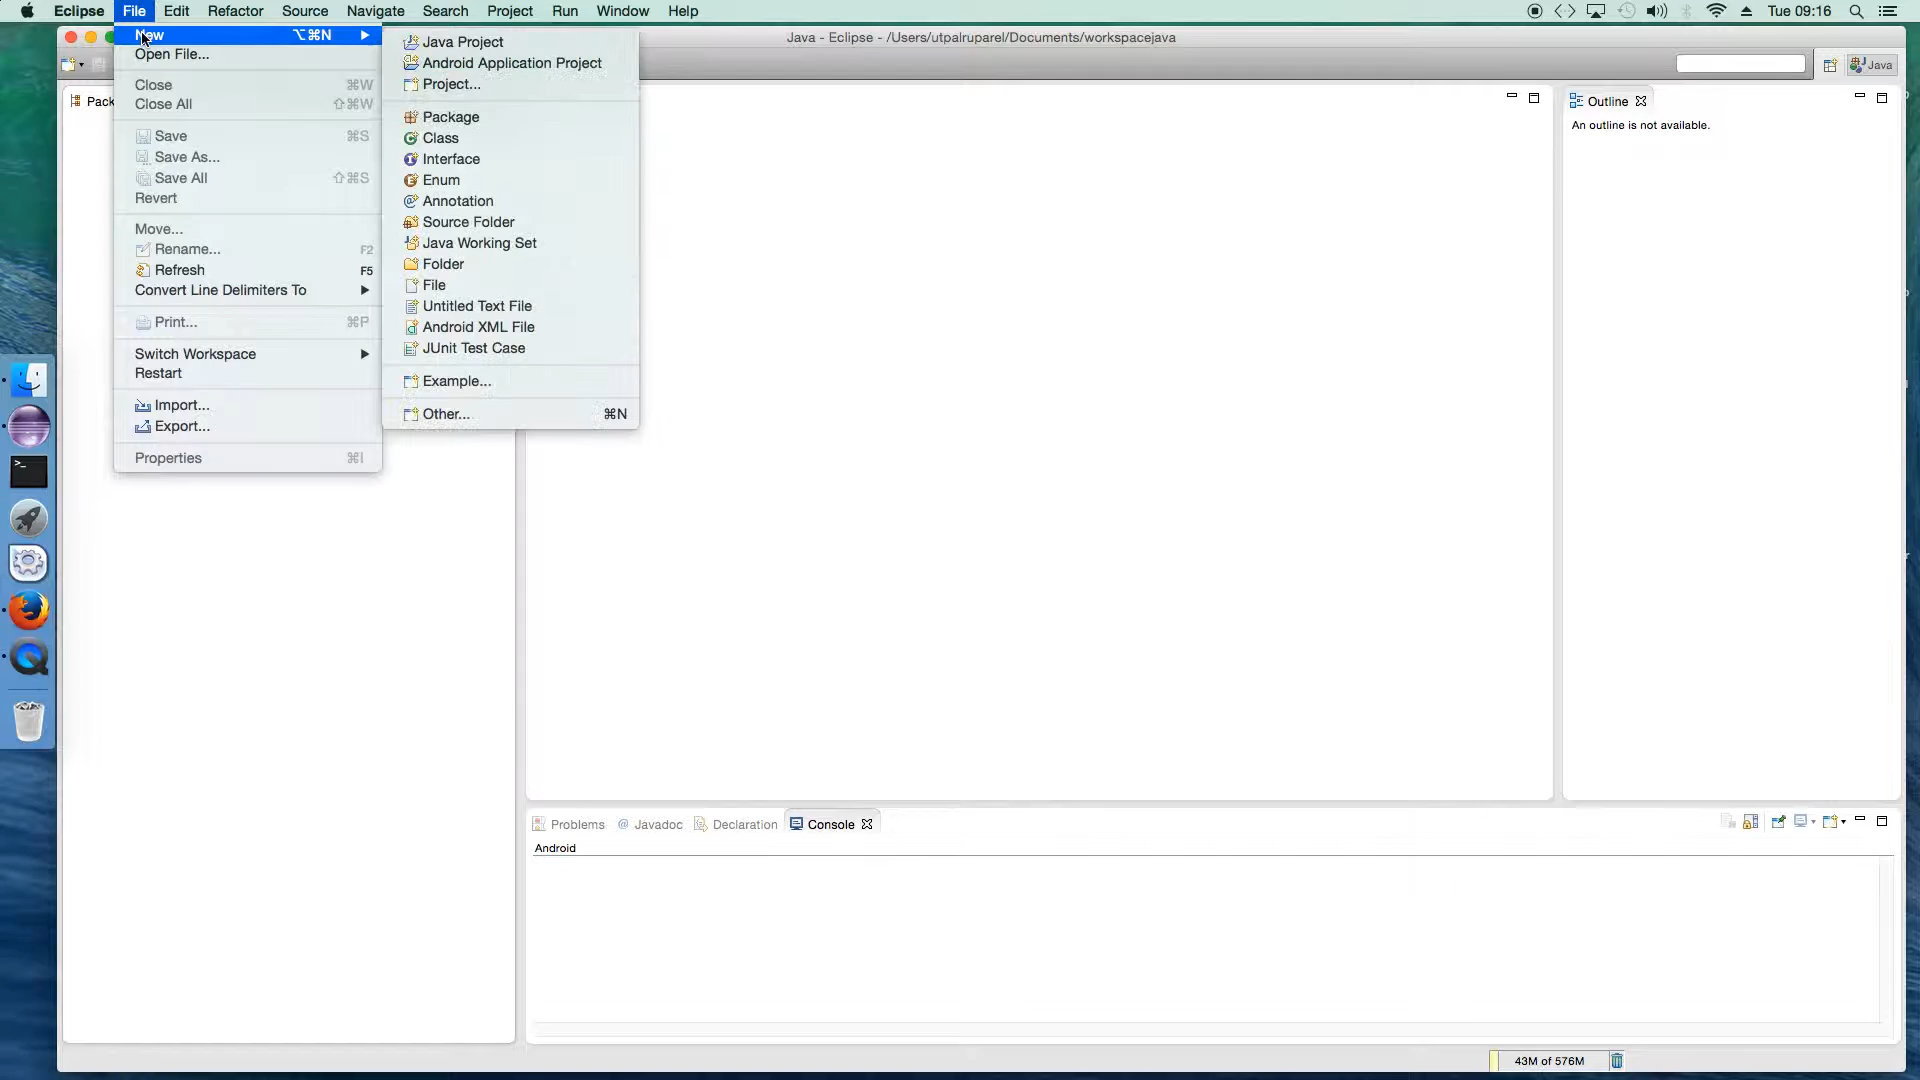 Eclipse File Edit Refactor Source Navigate Search Project Run Window Help Tue 09:16
Java - Eclipse - /Users/utpalruparel/Documents/workspacejava
Java
Pack
New ⌥⌘N
Open File...
Close ⌘W
Close All ⇧⌘W
Save ⌘S
Save As...
Save All ⇧⌘S
Revert
Move...
Rename... F2
Refresh F5
Convert Line Delimiters To
Print... ⌘P
Switch Workspace
Restart
Import...
Export...
Properties ⌘I
Java Project
Android Application Project
Project...
Package
Class
Interface
Enum
Annotation
Source Folder
Java Working Set
Folder
File
Untitled Text File
Android XML File
JUnit Test Case
Example...
Other... ⌘N
Outline
An outline is not available.
Problems Javadoc Declaration Console
Android
43M of 576M